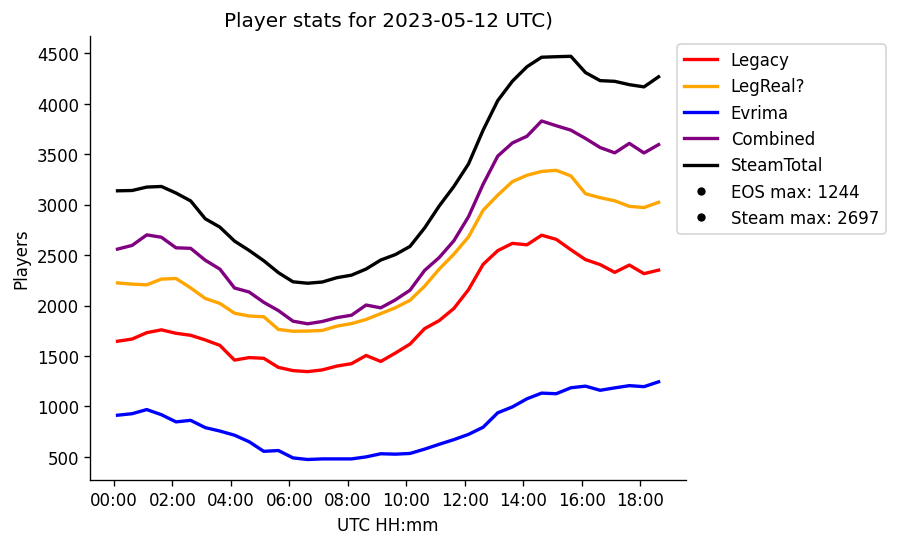 Player stats for 2023-05-12 UTC)
Players
4500
4000
3500
3000
2500
2000
1500
1000
500
00:00 02:00 04:00 06:00 08:00 10:00 12:00 14:00 16:00 18:00
UTC HH:mm
Legacy
LegReal?
Evrima
Combined
SteamTotal
EOS max: 1244
Steam max: 2697